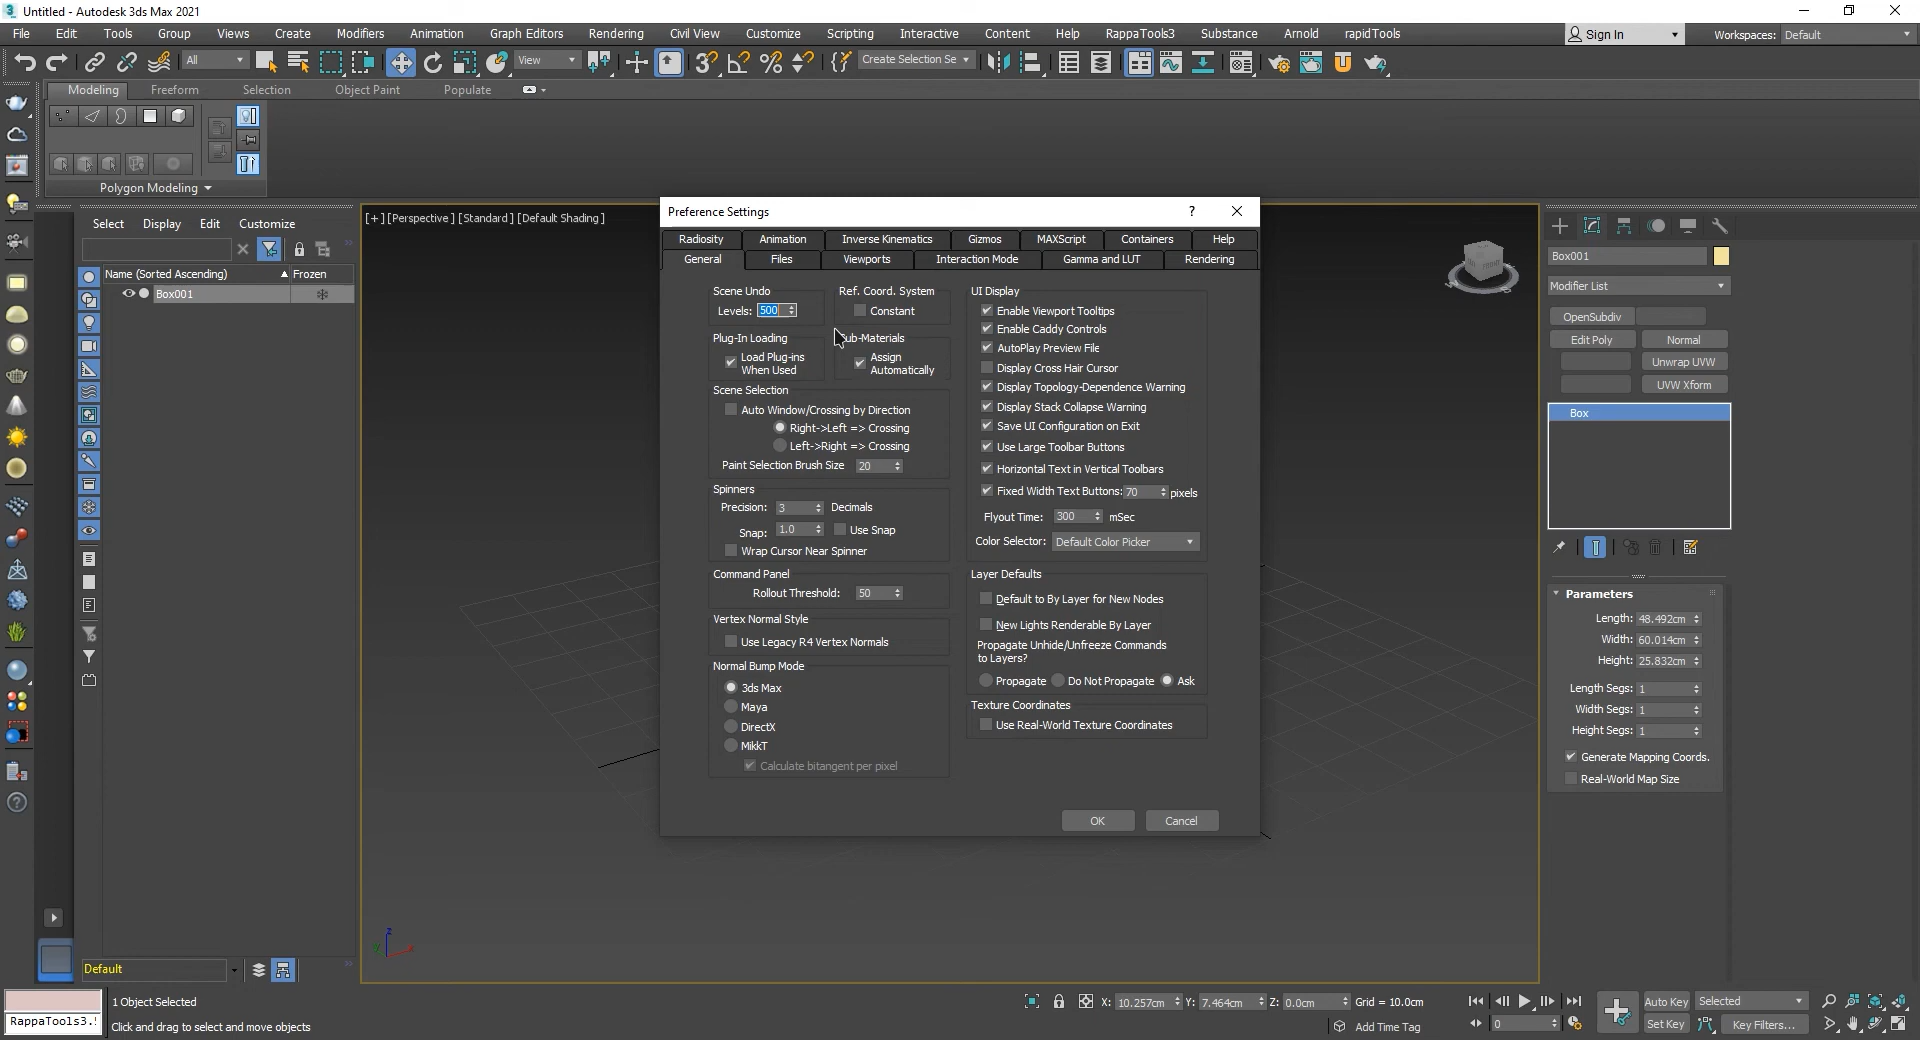 Untitled - Autodesk 3ds Max 2021
File Edit Tools Group Views Create Modifiers Animation Graph Editors Rendering Civil View Customize Scripting Interactive Content Help RappaTools3 Substance Arnold rapidTools Sign In Workspaces: Default
All View Create Selection Se
Modeling Freeform Selection Object Paint Populate
Polygon Modeling
Select Display Edit Customize
Name (Sorted Ascending) Frozen
Box001
[+] [Perspective] [Standard] [Default Shading]
Preference Settings
Radiosity Animation Inverse Kinematics Gizmos MAXScript Containers Help
General Files Viewports Interaction Mode Gamma and LUT Rendering
Scene Undo
Levels: 500
Ref. Coord. System
Constant
Plug-In Loading
Load Plug-ins When Used
Sub-Materials
Assign Automatically
Scene Selection
Auto Window/Crossing by Direction
Right->Left => Crossing
Left->Right => Crossing
Paint Selection Brush Size 20
Spinners
Precision: 3 Decimals
Snap: 1.0 Use Snap
Wrap Cursor Near Spinner
Command Panel
Rollout Threshold: 50
Vertex Normal Style
Use Legacy R4 Vertex Normals
Normal Bump Mode
3ds Max
Maya
DirectX
MikkT
Calculate bitangent per pixel
UI Display
Enable Viewport Tooltips
Enable Caddy Controls
AutoPlay Preview File
Display Cross Hair Cursor
Display Topology-Dependence Warning
Display Stack Collapse Warning
Save UI Configuration on Exit
Use Large Toolbar Buttons
Horizontal Text in Vertical Toolbars
Fixed Width Text Buttons: 70 pixels
Flyout Time: 300 mSec
Color Selector: Default Color Picker
Layer Defaults
Default to By Layer for New Nodes
New Lights Renderable By Layer
Propagate Unhide/Unfreeze Commands
to Layers?
Propagate Do Not Propagate Ask
Texture Coordinates
Use Real-World Texture Coordinates
OK Cancel
Box001
Modifier List
OpenSubdiv
Edit Poly Normal
Unwrap UVW
UVW Xform
Box
Parameters
Length: 48.492cm
Width: 60.014cm
Height: 25.832cm
Length Segs: 1
Width Segs: 1
Height Segs: 1
Generate Mapping Coords.
Real-World Map Size
z
x
Default
1 Object Selected
X: 10.257cm Y: 7.464cm Z: 0.0cm Grid = 10.0cm
Auto Key Selected
RappaTools3.
Click and drag to select and move objects
Add Time Tag
0
Set Key Key Filters...